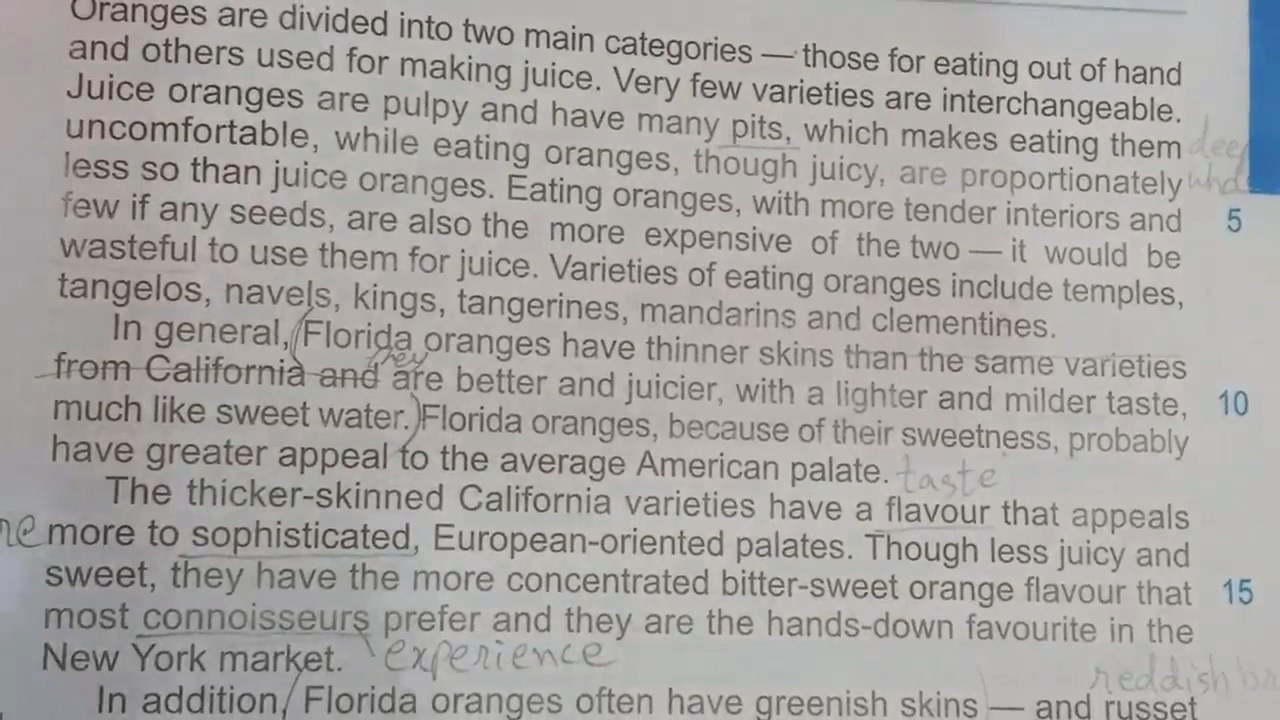 Oranges are divided into two main categories — those for eating out of hand
and others used for making juice. Very few varieties are interchangeable.
Juice oranges are pulpy and have many pits, which makes eating them
uncomfortable, while eating oranges, though juicy, are proportionately
less so than juice oranges. Eating oranges, with more tender interiors and
few if any seeds, are also the more expensive of the two — it would be 5
wasteful to use them for juice. Varieties of eating oranges include temples,
tangelos, navels, kings, tangerines, mandarins and clementines.
In general, Florida oranges have thinner skins than the same varieties
they
from California and are better and juicier, with a lighter and milder taste, 10
much like sweet water. Florida oranges, because of their sweetness, probably
have greater appeal to the average American palate. taste
The thicker-skinned California varieties have a flavour that appeals
more to sophisticated, European-oriented palates. Though less juicy and
sweet, they have the more concentrated bitter-sweet orange flavour that 15
most connoisseurs prefer and they are the hands-down favourite in the
New York market. experience
reddish
In addition, Florida oranges often have greenish skins — and russet